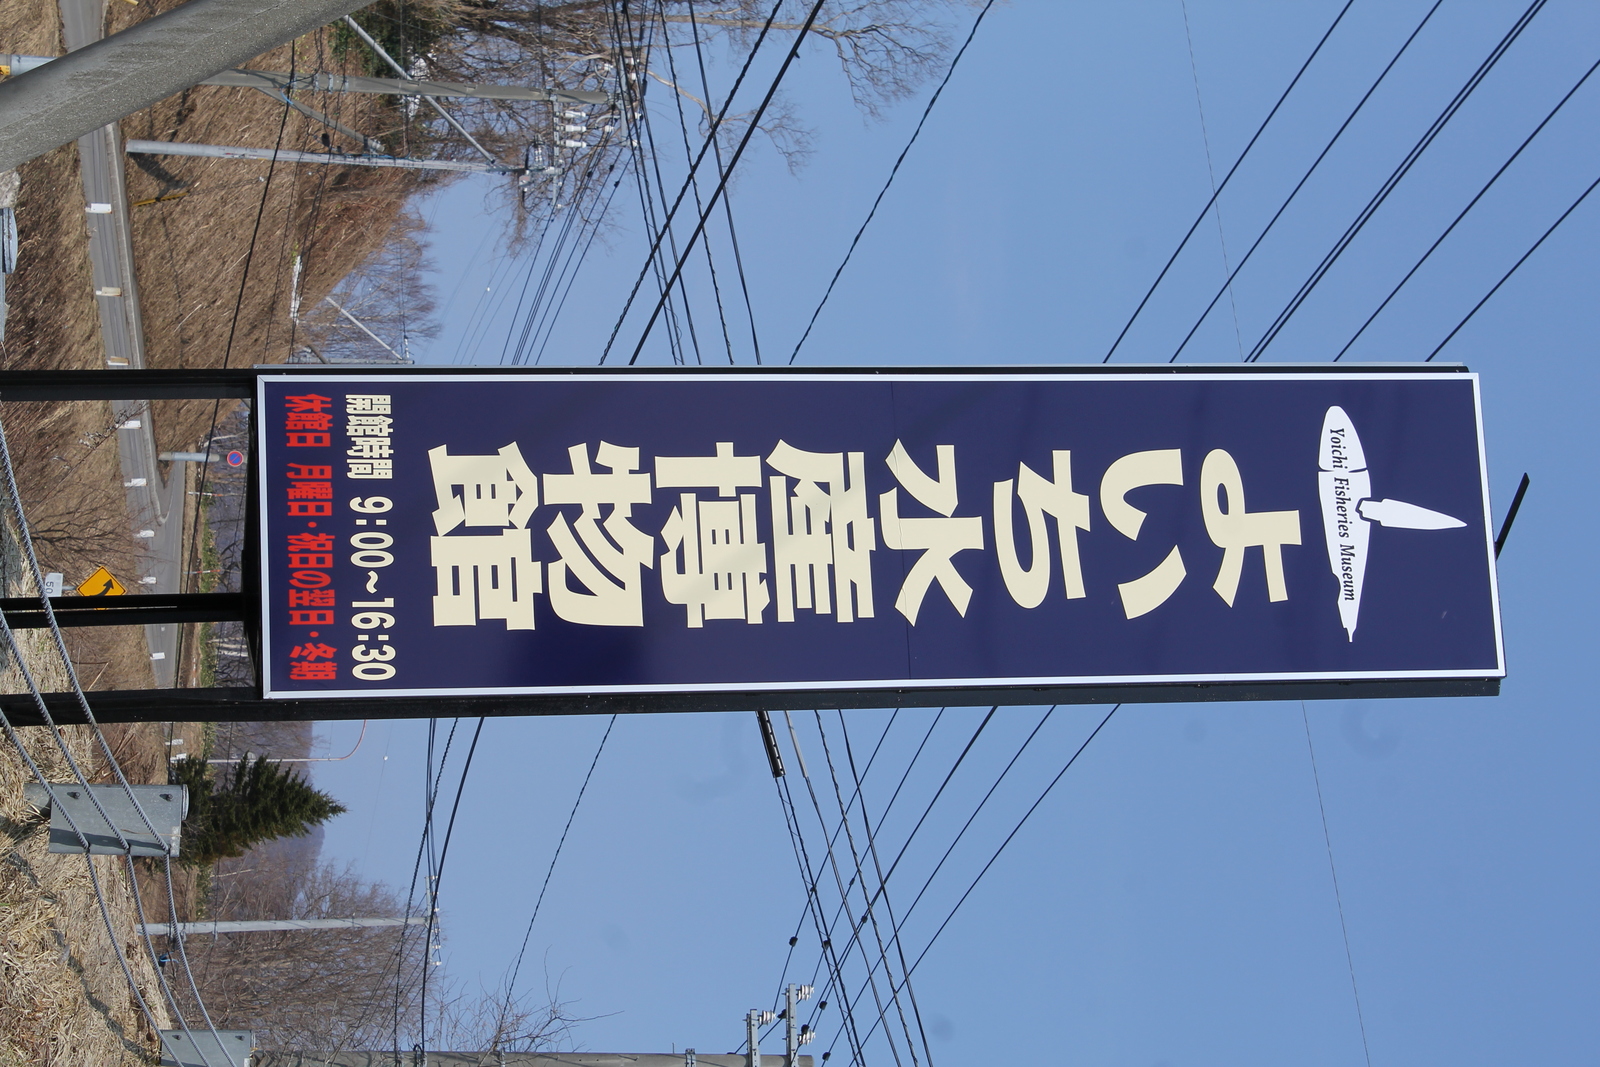 Yoichi Fisheries Museum
よいち水産博物館
開館時間 9:00~16:30
休館日 月曜日・祝日の翌日・冬期
50